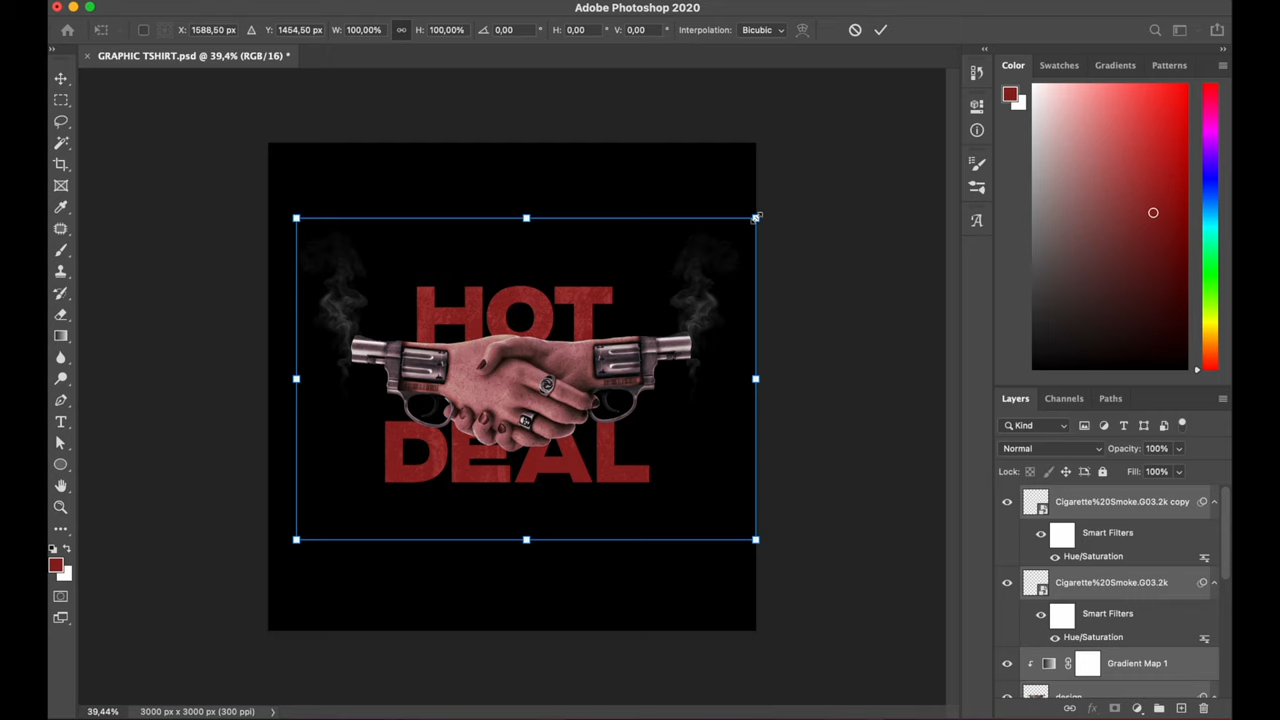 Adobe Photoshop 2020
X: 1588,50 px Y: 1454,50 px W: 100,00% H: 100,00% 0,00 ° H: 0,00 ° V: 0,00 ° Interpolation: Bicubic
GRAPHIC TSHIRT.psd @ 39,4% (RGB/16) *
Color Swatches Gradients Patterns
HOT
DEAL
Layers Channels Paths
Kind
Normal Opacity: 100%
Lock: Fill: 100%
Cigarette%20Smoke.G03.2k copy
Smart Filters
Hue/Saturation
Cigarette%20Smoke.G03.2k
Smart Filters
Hue/Saturation
Gradient Map 1
design
39,44% 3000 px x 3000 px (300 ppi)